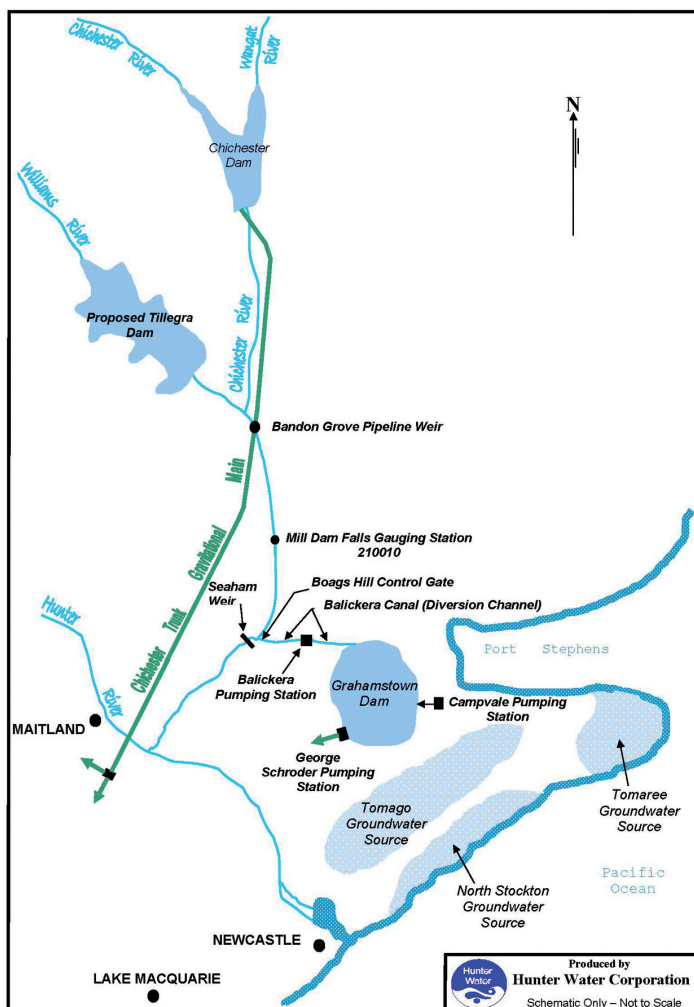 Chichester
River
Wangat
River
N
Chichester
Dam
Williams
River
Proposed Tillegra
Dam
Chichester River
Bandon Grove Pipeline Weir
Chichester Trunk Gravitational Main
Mill Dam Falls Gauging Station
210010
Seaham
Weir
Boags Hill Control Gate
Balickera Canal (Diversion Channel)
Hunter
River
Balickera
Pumping Station
Port Stephens
Grahamstown
Dam
Campvale Pumping
Station
MAITLAND
George
Schroder Pumping
Station
Tomago
Groundwater
Source
Tomaree
Groundwater
Source
North Stockton
Groundwater
Source
Pacific
Ocean
NEWCASTLE
LAKE MACQUARIE
Hunter
Water
Produced by
Hunter Water Corporation
Schematic Only – Not to Scale